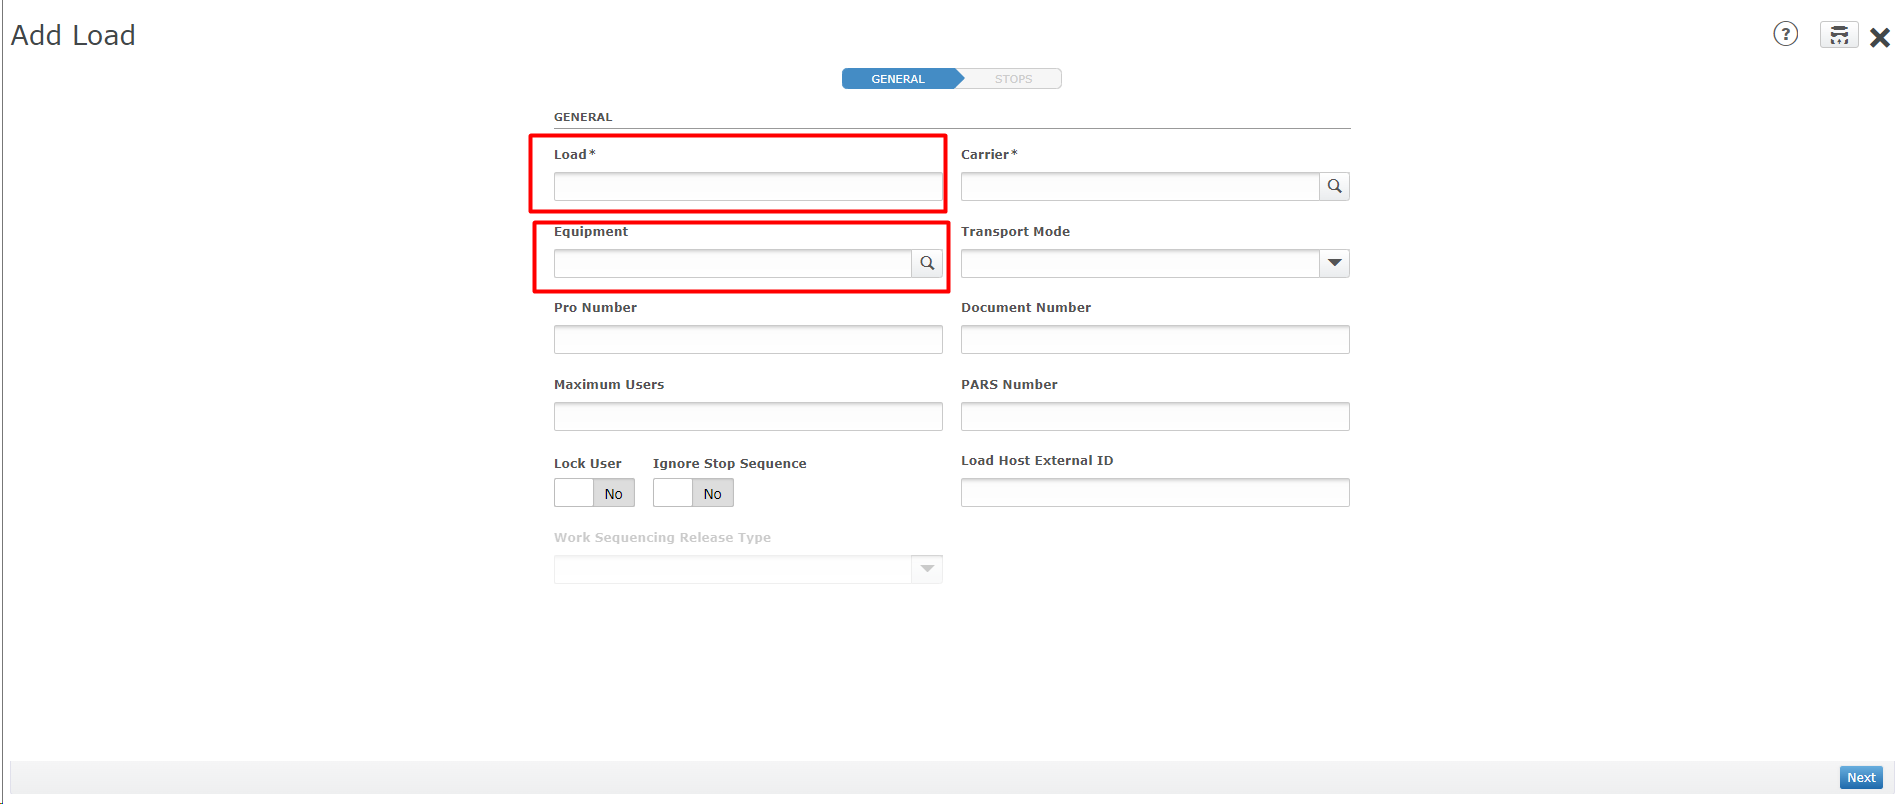 Add Load
?
GENERAL
STOPS
GENERAL
Load*
Carrier*
Equipment
Transport Mode
Pro Number
Document Number
Maximum Users
PARS Number
Lock User
Ignore Stop Sequence
Load Host External ID
No
No
Work Sequencing Release Type
Next